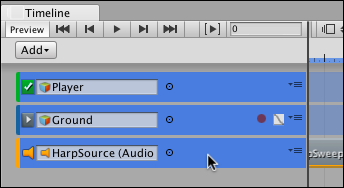 Timeline
Preview 0
Add
Player
Ground
HarpSource (Audio
Sweep